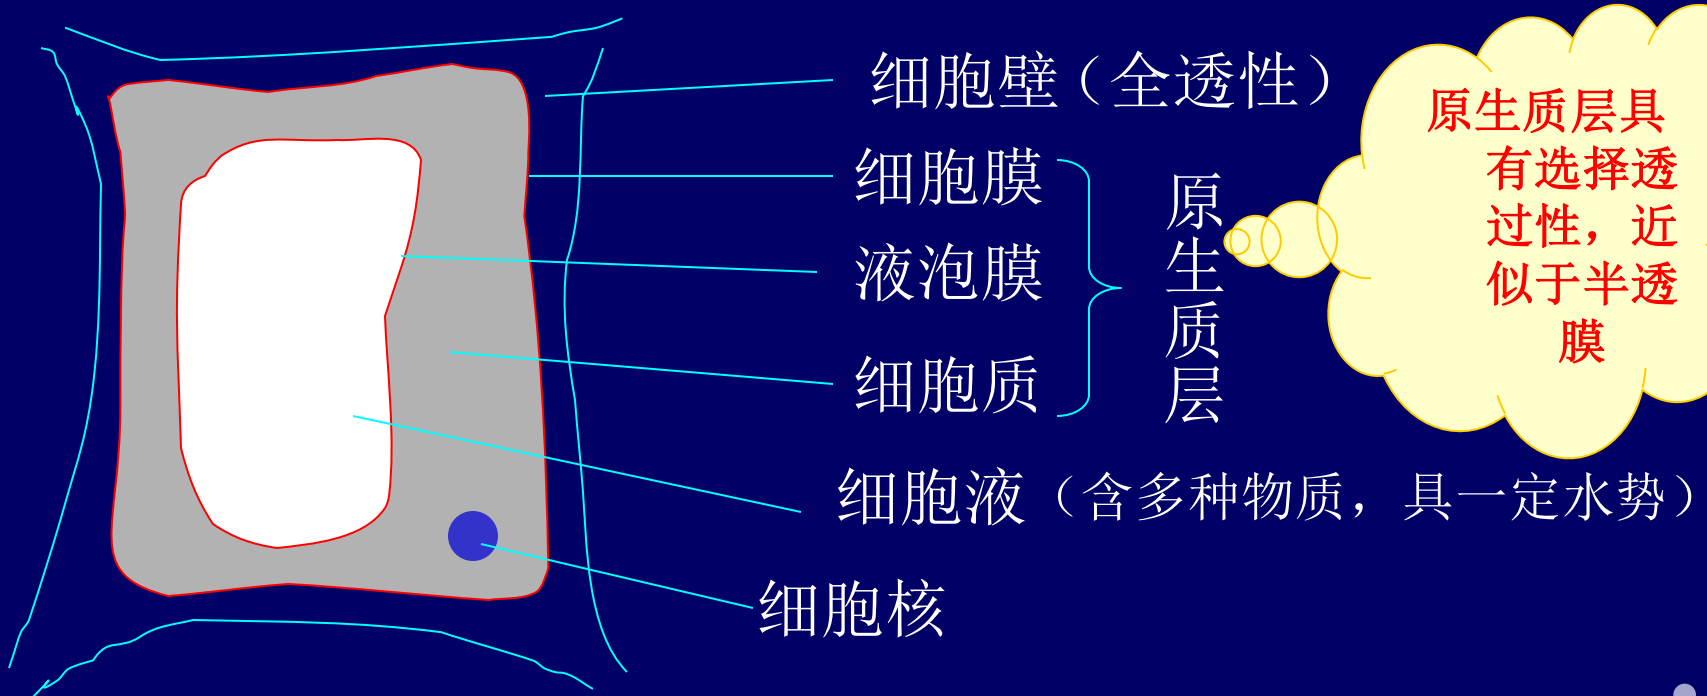 细胞壁（全透性）
细胞膜
液泡膜
细胞质
原生质层
原生质层具
有选择透
过性，近
似于半透
膜
细胞液（含多种物质，具一定水势）
细胞核